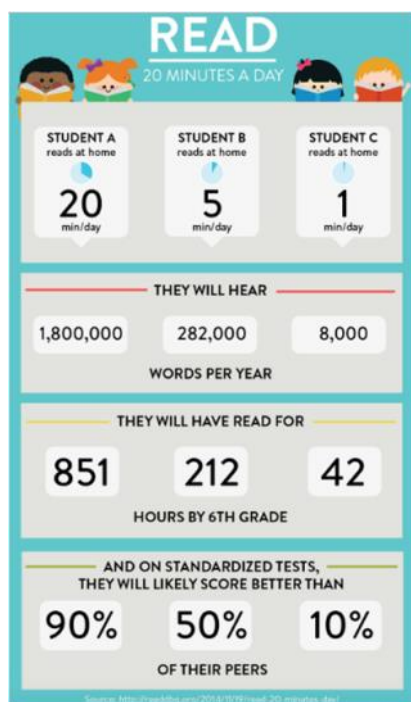 READ
20 MINUTES A DAY
STUDENT A STUDENT B STUDENT C
reads at home reads at home reads at home
20 5 1
min/day min/day min/day
THEY WILL HEAR
1,800,000 282,000 8,000
WORDS PER YEAR
THEY WILL HAVE READ FOR
851 212 42
HOURS BY 6TH GRADE
AND ON STANDARDIZED TESTS,
THEY WILL LIKELY SCORE BETTER THAN
90% 50% 10%
OF THEIR PEERS
Source: